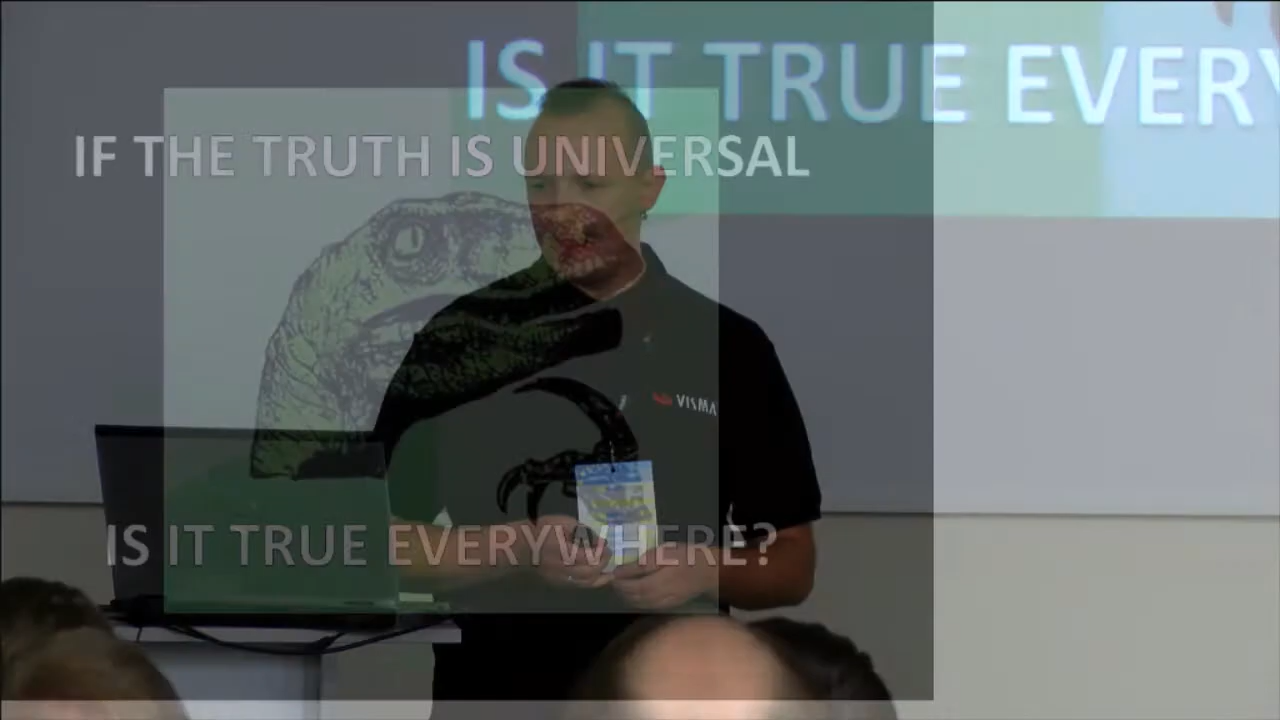 IS IT TRUE EVERY
IF THE TRUTH IS UNIVERSAL
VISMA
IS IT TRUE EVERYWHERE?